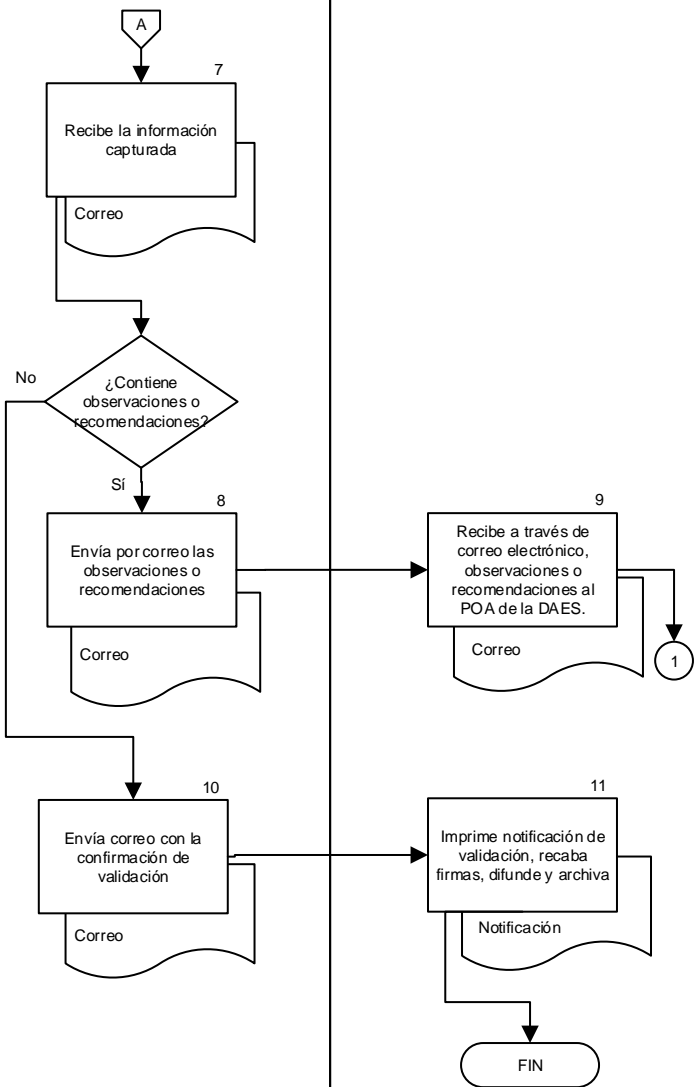 A
7
Recibe la información
capturada
Correo
¿Contiene
observaciones o
recomendaciones?
No
Sí
8
Envía por correo las
observaciones o
recomendaciones
Correo
9
Recibe a través de
correo electrónico,
observaciones o
recomendaciones al
POA de la DAES.
Correo
1
10
Envía correo con la
confirmación de
validación
Correo
11
Imprime notificación de
validación, recaba
firmas, difunde y archiva
Notificación
FIN